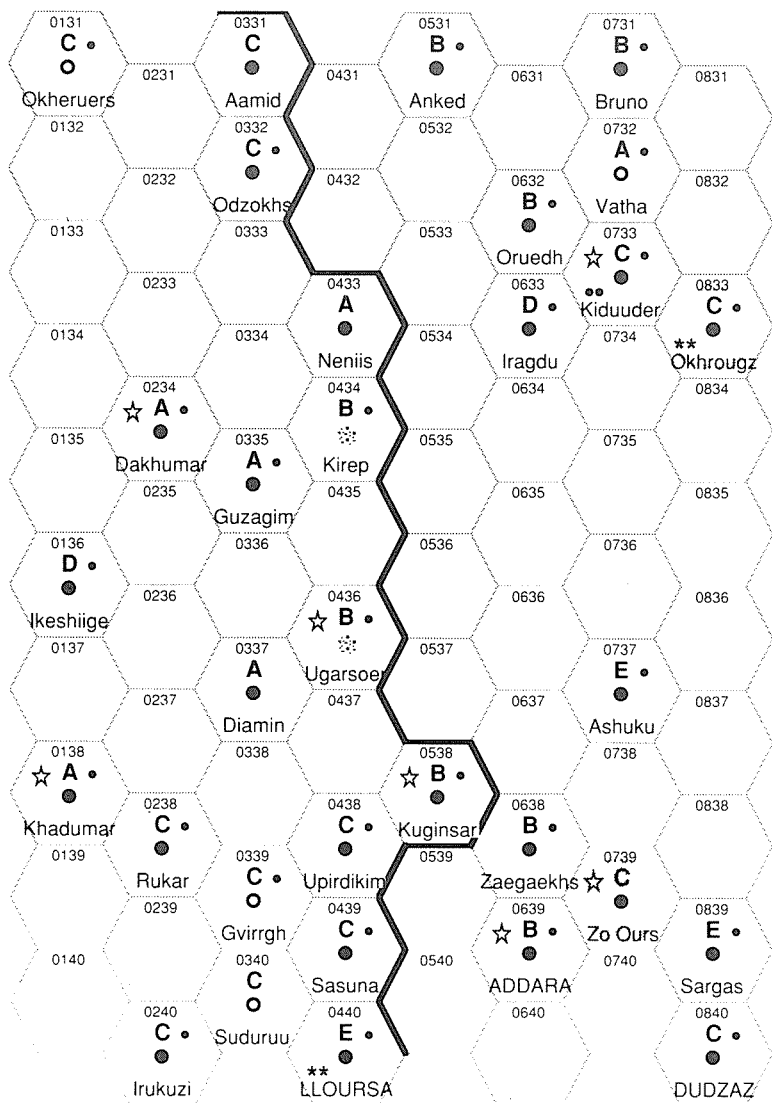 0131 0331 0531 0731
C C B B
0231 0431 0631 0831
Okheruers Aamid Anked Bruno
0132 0332 0532 0732
C A
0232 0432 0632 0832
Odzokhs B Vatha
0133 0333 0533 0733
C
Oruedh
0233 0433 0633 0833
A D Kiduuder C
0134 0334 0534 0734
Neniis Iragdu ** Okhrougz
0234 0434 0634 0834
A B
0135 0335 0535 0735
Dakhumar A Kirep
0235 0435 0635 0835
Guzagim
0136 0336 0536 0736
D
0236 0436 0636 0836
Ikeshiige B
0137 0337 0537 0737
A Ugarsoer E
0237 0437 0637 0837
Diamin Ashuku
0138 0338 0538 0738
A B
0238 0438 0638 0838
Khadumar C C Kuginsar B
0139 0339 0539 0739
Rukar C Upirdikim Zaegaekhs C
0239 0439 0639 0839
Gvirrgh C B Zo Ours E
0140 0340 0540 0740
C Sasuna ADDARA Sargas
0240 0440 0640 0840
C Suduruu E C
Irukuzi ** LLOURSA DUDZAZ